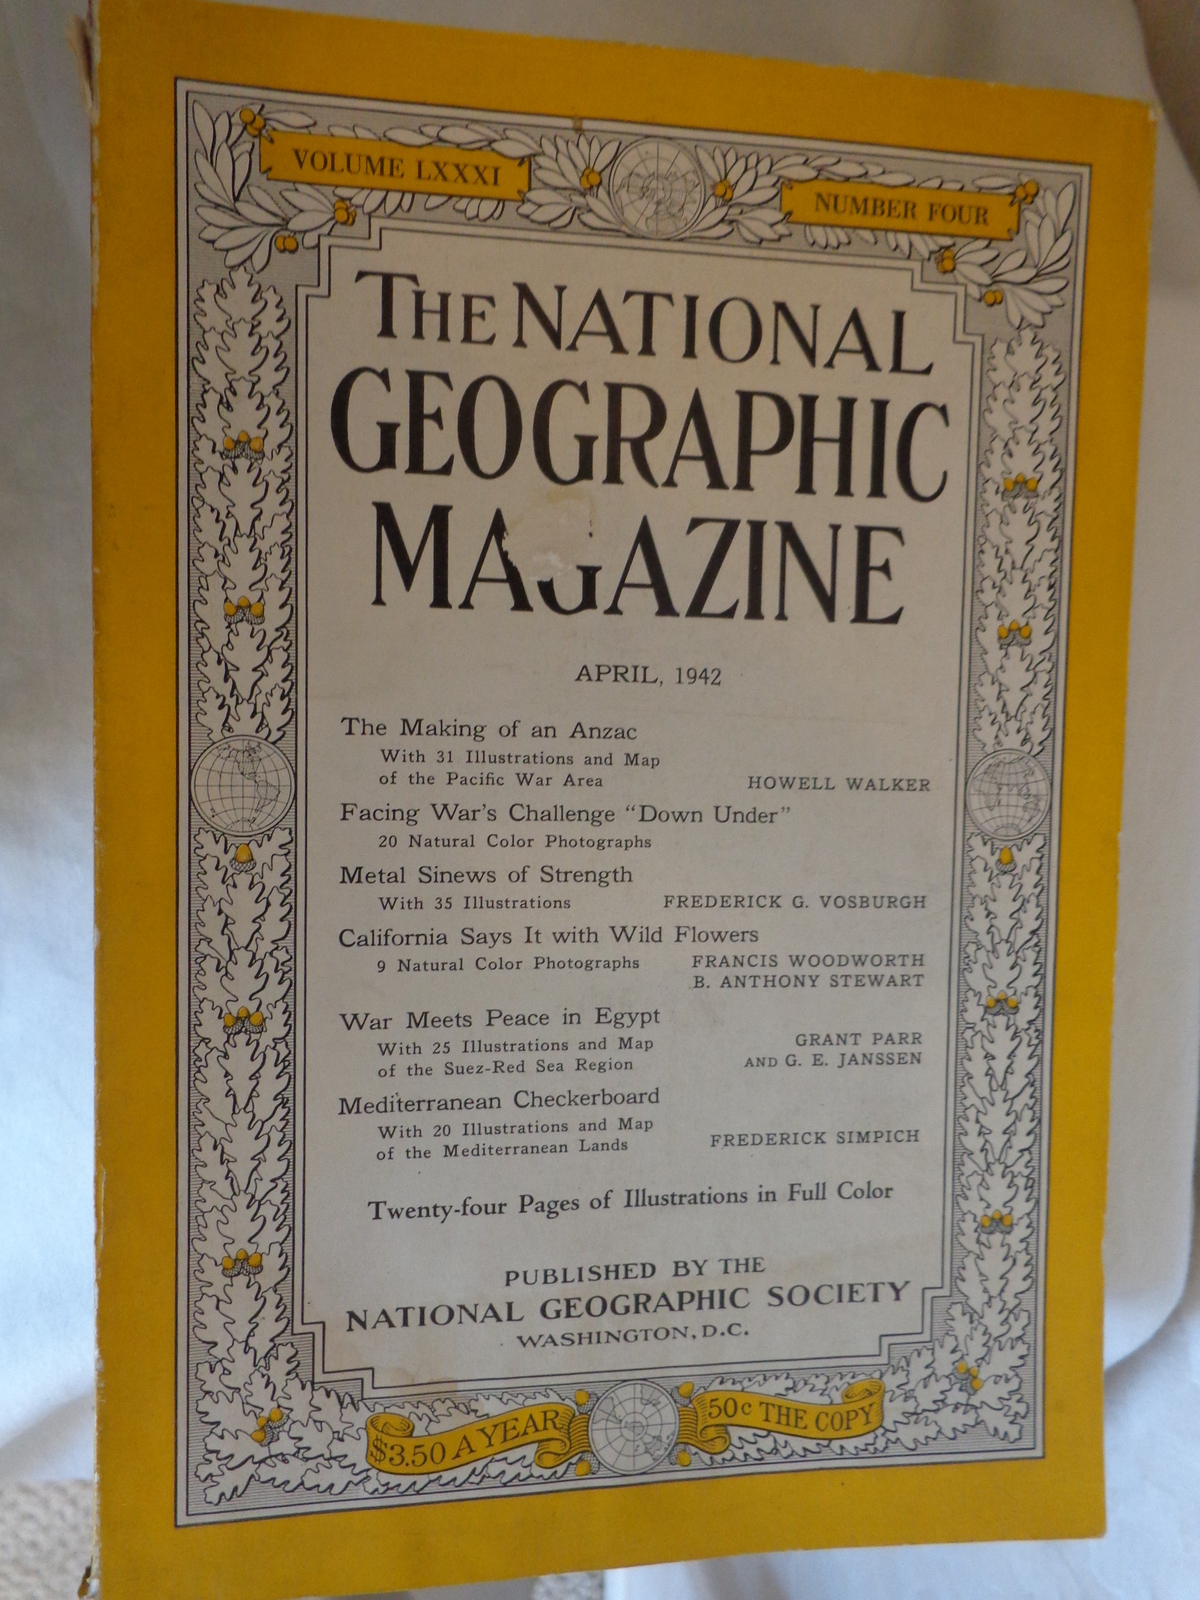 VOLUME LXXXI
NUMBER FOUR
THE NATIONAL
GEOGRAPHIC
MAGAZINE
APRIL, 1942
The Making of an Anzac
With 31 Illustrations and Map
of the Pacific War Area
HOWELL WALKER
Facing War's Challenge "Down Under"
20 Natural Color Photographs
Metal Sinews of Strength
With 35 Illustrations
FREDERICK G. VOSBURGH
California Says It with Wild Flowers
9 Natural Color Photographs
FRANCIS WOODWORTH
B. ANTHONY STEWART
War Meets Peace in Egypt
With 25 Illustrations and Map
of the Suez-Red Sea Region
GRANT PARR
AND G. E. JANSSEN
Mediterranean Checkerboard
With 20 Illustrations and Map
of the Mediterranean Lands
FREDERICK SIMPICH
Twenty-four Pages of Illustrations in Full Color
PUBLISHED BY THE
NATIONAL GEOGRAPHIC SOCIETY
WASHINGTON, D.C.
$3.50 A YEAR
50c THE COPY